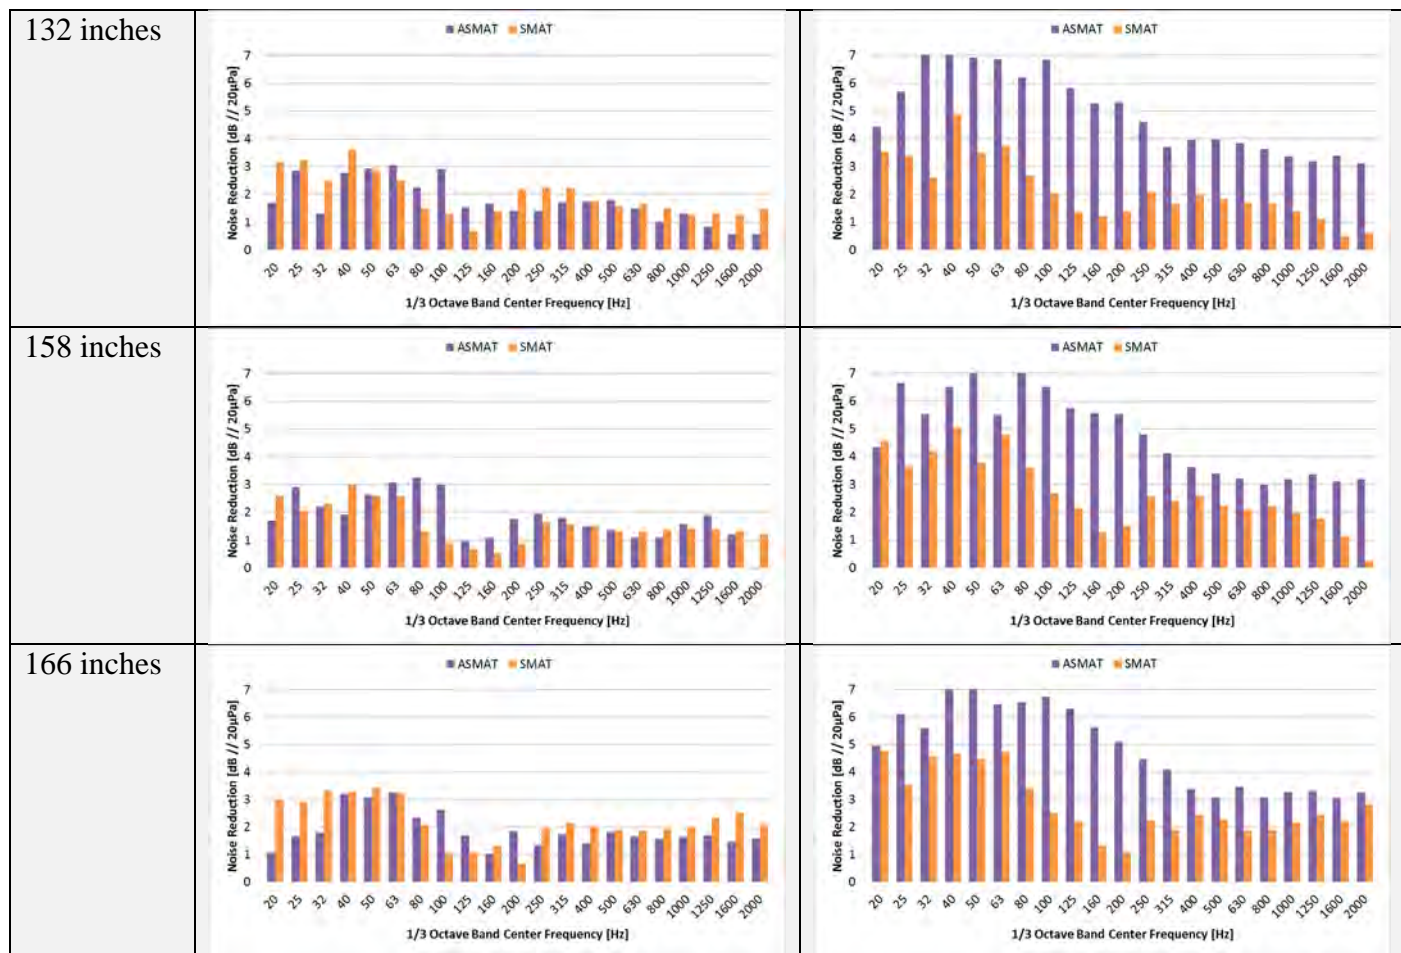 132 inches
ASMAT SMAT
Noise Reduction [dB // 20µPa]
7
6
5
4
3
2
1
0
20 25 32 40 50 63 80 100 125 160 200 250 315 400 500 630 800 1000 1250 1600 2000
1/3 Octave Band Center Frequency [Hz]
ASMAT SMAT
Noise Reduction [dB // 20µPa]
7
6
5
4
3
2
1
0
20 25 32 40 50 63 80 100 125 160 200 250 315 400 500 630 800 1000 1250 1600 2000
1/3 Octave Band Center Frequency [Hz]
158 inches
ASMAT SMAT
Noise Reduction [dB // 20µPa]
7
6
5
4
3
2
1
0
20 25 32 40 50 63 80 100 125 160 200 250 315 400 500 630 800 1000 1250 1600 2000
1/3 Octave Band Center Frequency [Hz]
ASMAT SMAT
Noise Reduction [dB // 20µPa]
7
6
5
4
3
2
1
0
20 25 32 40 50 63 80 100 125 160 200 250 315 400 500 630 800 1000 1250 1600 2000
1/3 Octave Band Center Frequency [Hz]
166 inches
ASMAT SMAT
Noise Reduction [dB // 20µPa]
7
6
5
4
3
2
1
0
20 25 32 40 50 63 80 100 125 160 200 250 315 400 500 630 800 1000 1250 1600 2000
1/3 Octave Band Center Frequency [Hz]
ASMAT SMAT
Noise Reduction [dB // 20µPa]
7
6
5
4
3
2
1
0
20 25 32 40 50 63 80 100 125 160 200 250 315 400 500 630 800 1000 1250 1600 2000
1/3 Octave Band Center Frequency [Hz]